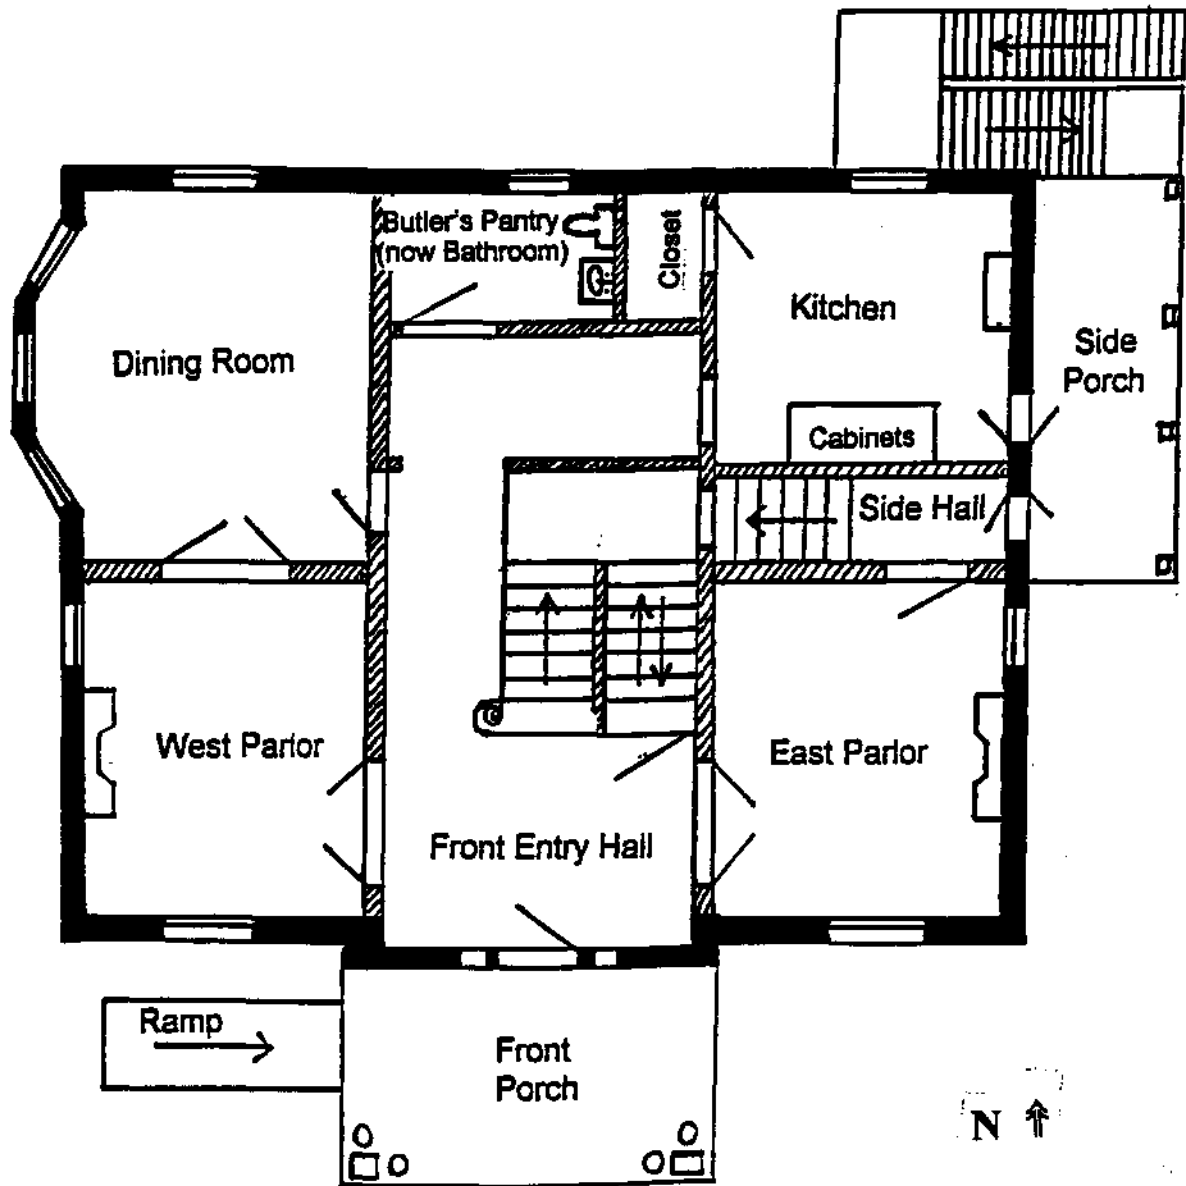 Butler's Pantry
(now Bathroom)
Closet
Kitchen
Dining Room
Side
Porch
Cabinets
Side Hall
West Parlor
East Parlor
Front Entry Hall
Ramp
Front
Porch
N